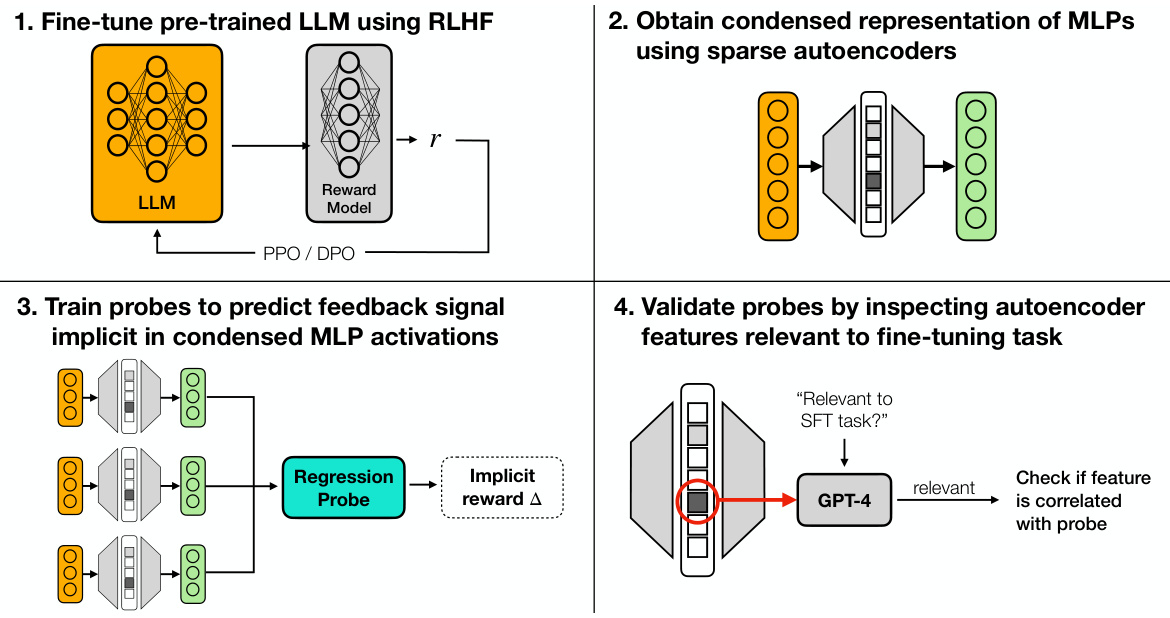 1. Fine-tune pre-trained LLM using RLHF
LLM
Reward
Model
r
PPO / DPO
2. Obtain condensed representation of MLPs
using sparse autoencoders
3. Train probes to predict feedback signal
implicit in condensed MLP activations
Regression
Probe
Implicit
reward Δ
4. Validate probes by inspecting autoencoder
features relevant to fine-tuning task
“Relevant to
SFT task?”
GPT-4
relevant
Check if feature
is correlated
with probe